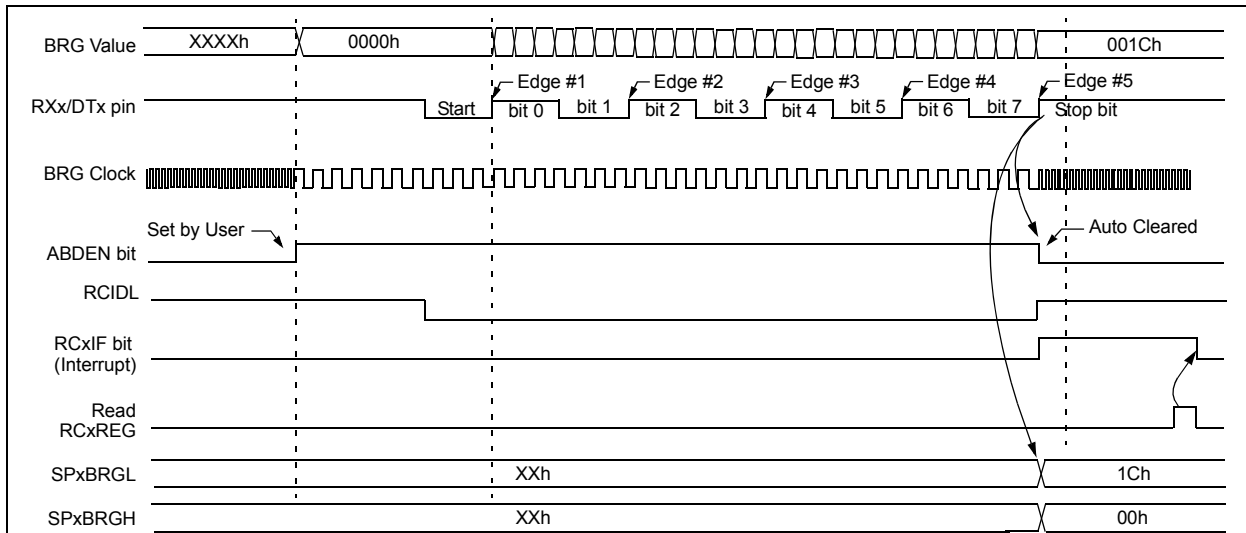 BRG Value XXXXh 0000h 001Ch
Edge #1 Edge #2 Edge #3 Edge #4 Edge #5
RXx/DTx pin Start bit 0 bit 1 bit 2 bit 3 bit 4 bit 5 bit 6 bit 7 Stop bit
BRG Clock
Set by User Auto Cleared
ABDEN bit
RCIDL
RCxIF bit
(Interrupt)
Read
RCxREG
SPxBRGL XXh 1Ch
SPxBRGH XXh 00h